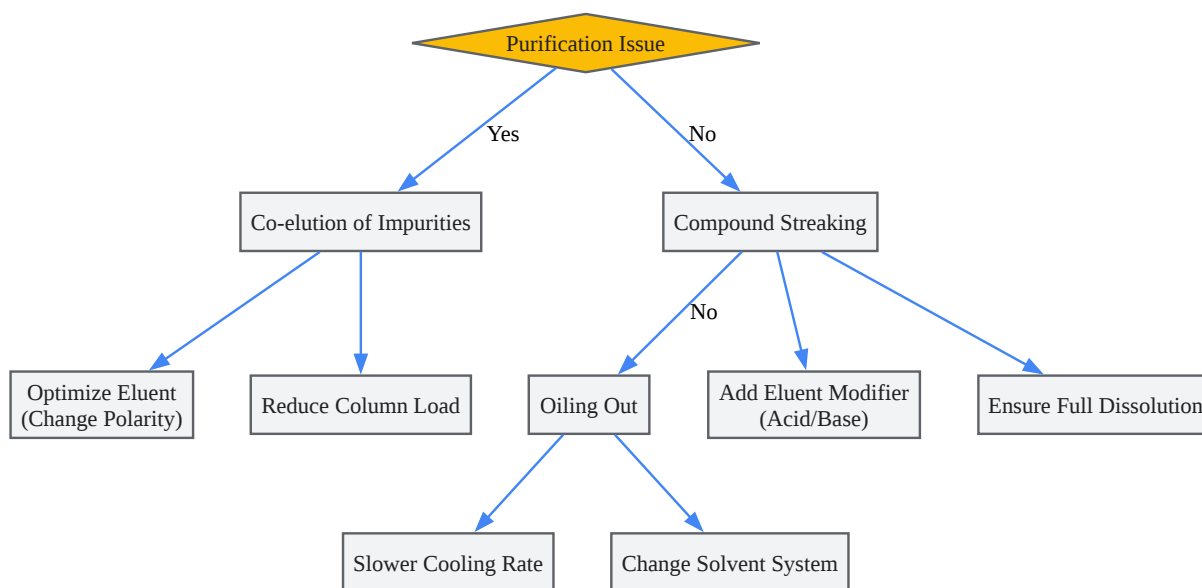 Purification Issue
Yes
No
Co-elution of Impurities
Compound Streaking
No
Optimize Eluent
(Change Polarity)
Reduce Column Load
Oiling Out
Add Eluent Modifier
(Acid/Base)
Ensure Full Dissolution
Slower Cooling Rate
Change Solvent System